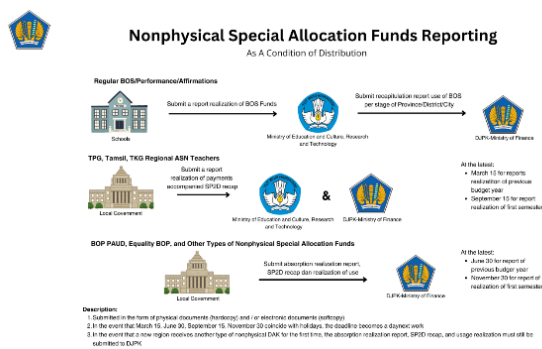 Nonphysical Special Allocation Funds Reporting
As A Condition of Distribution
Regular BOS/Performance/Affirmations
Submit a report realization of BOS Funds
Submit recapitulation report use of BOS
per stage of Province/District/City
Schools
Ministry of Education and Culture, Research
and Technology
DJPK-Ministry of Finance
TPG, Tamsil, TKG Regional ASN Teachers
Submit a report
realization of payments
accompanied SP2D recap
&
Local Government
Ministry of Education and Culture, Research
and Technology
DJPK-Ministry of Finance
At the latest:
March 15 for reports
realization of previous
budget year
September 15 for report
realization of first semester
BOP PAUD, Equality BOP, and Other Types of Nonphysical Special Allocation Funds
Submit absorption realization report,
SP2D recap dan realization of use
Local Government
DJPK-Ministry of Finance
At the latest:
June 30 for report
of previous budget year
November 30 for report
realization of first semester
Description:
1. Submitted in the form of physical documents (hardcopy) and / or electronic documents (softcopy)
2. In the event that March 15, June 30, September 15, November 30 coincide with holidays, the deadline becomes a day next work
3. In the event that a new region receives another type of nonphysical DAK for the first time, the absorption realization report, SP2D recap, and usage realization must still be
submitted to DJPK